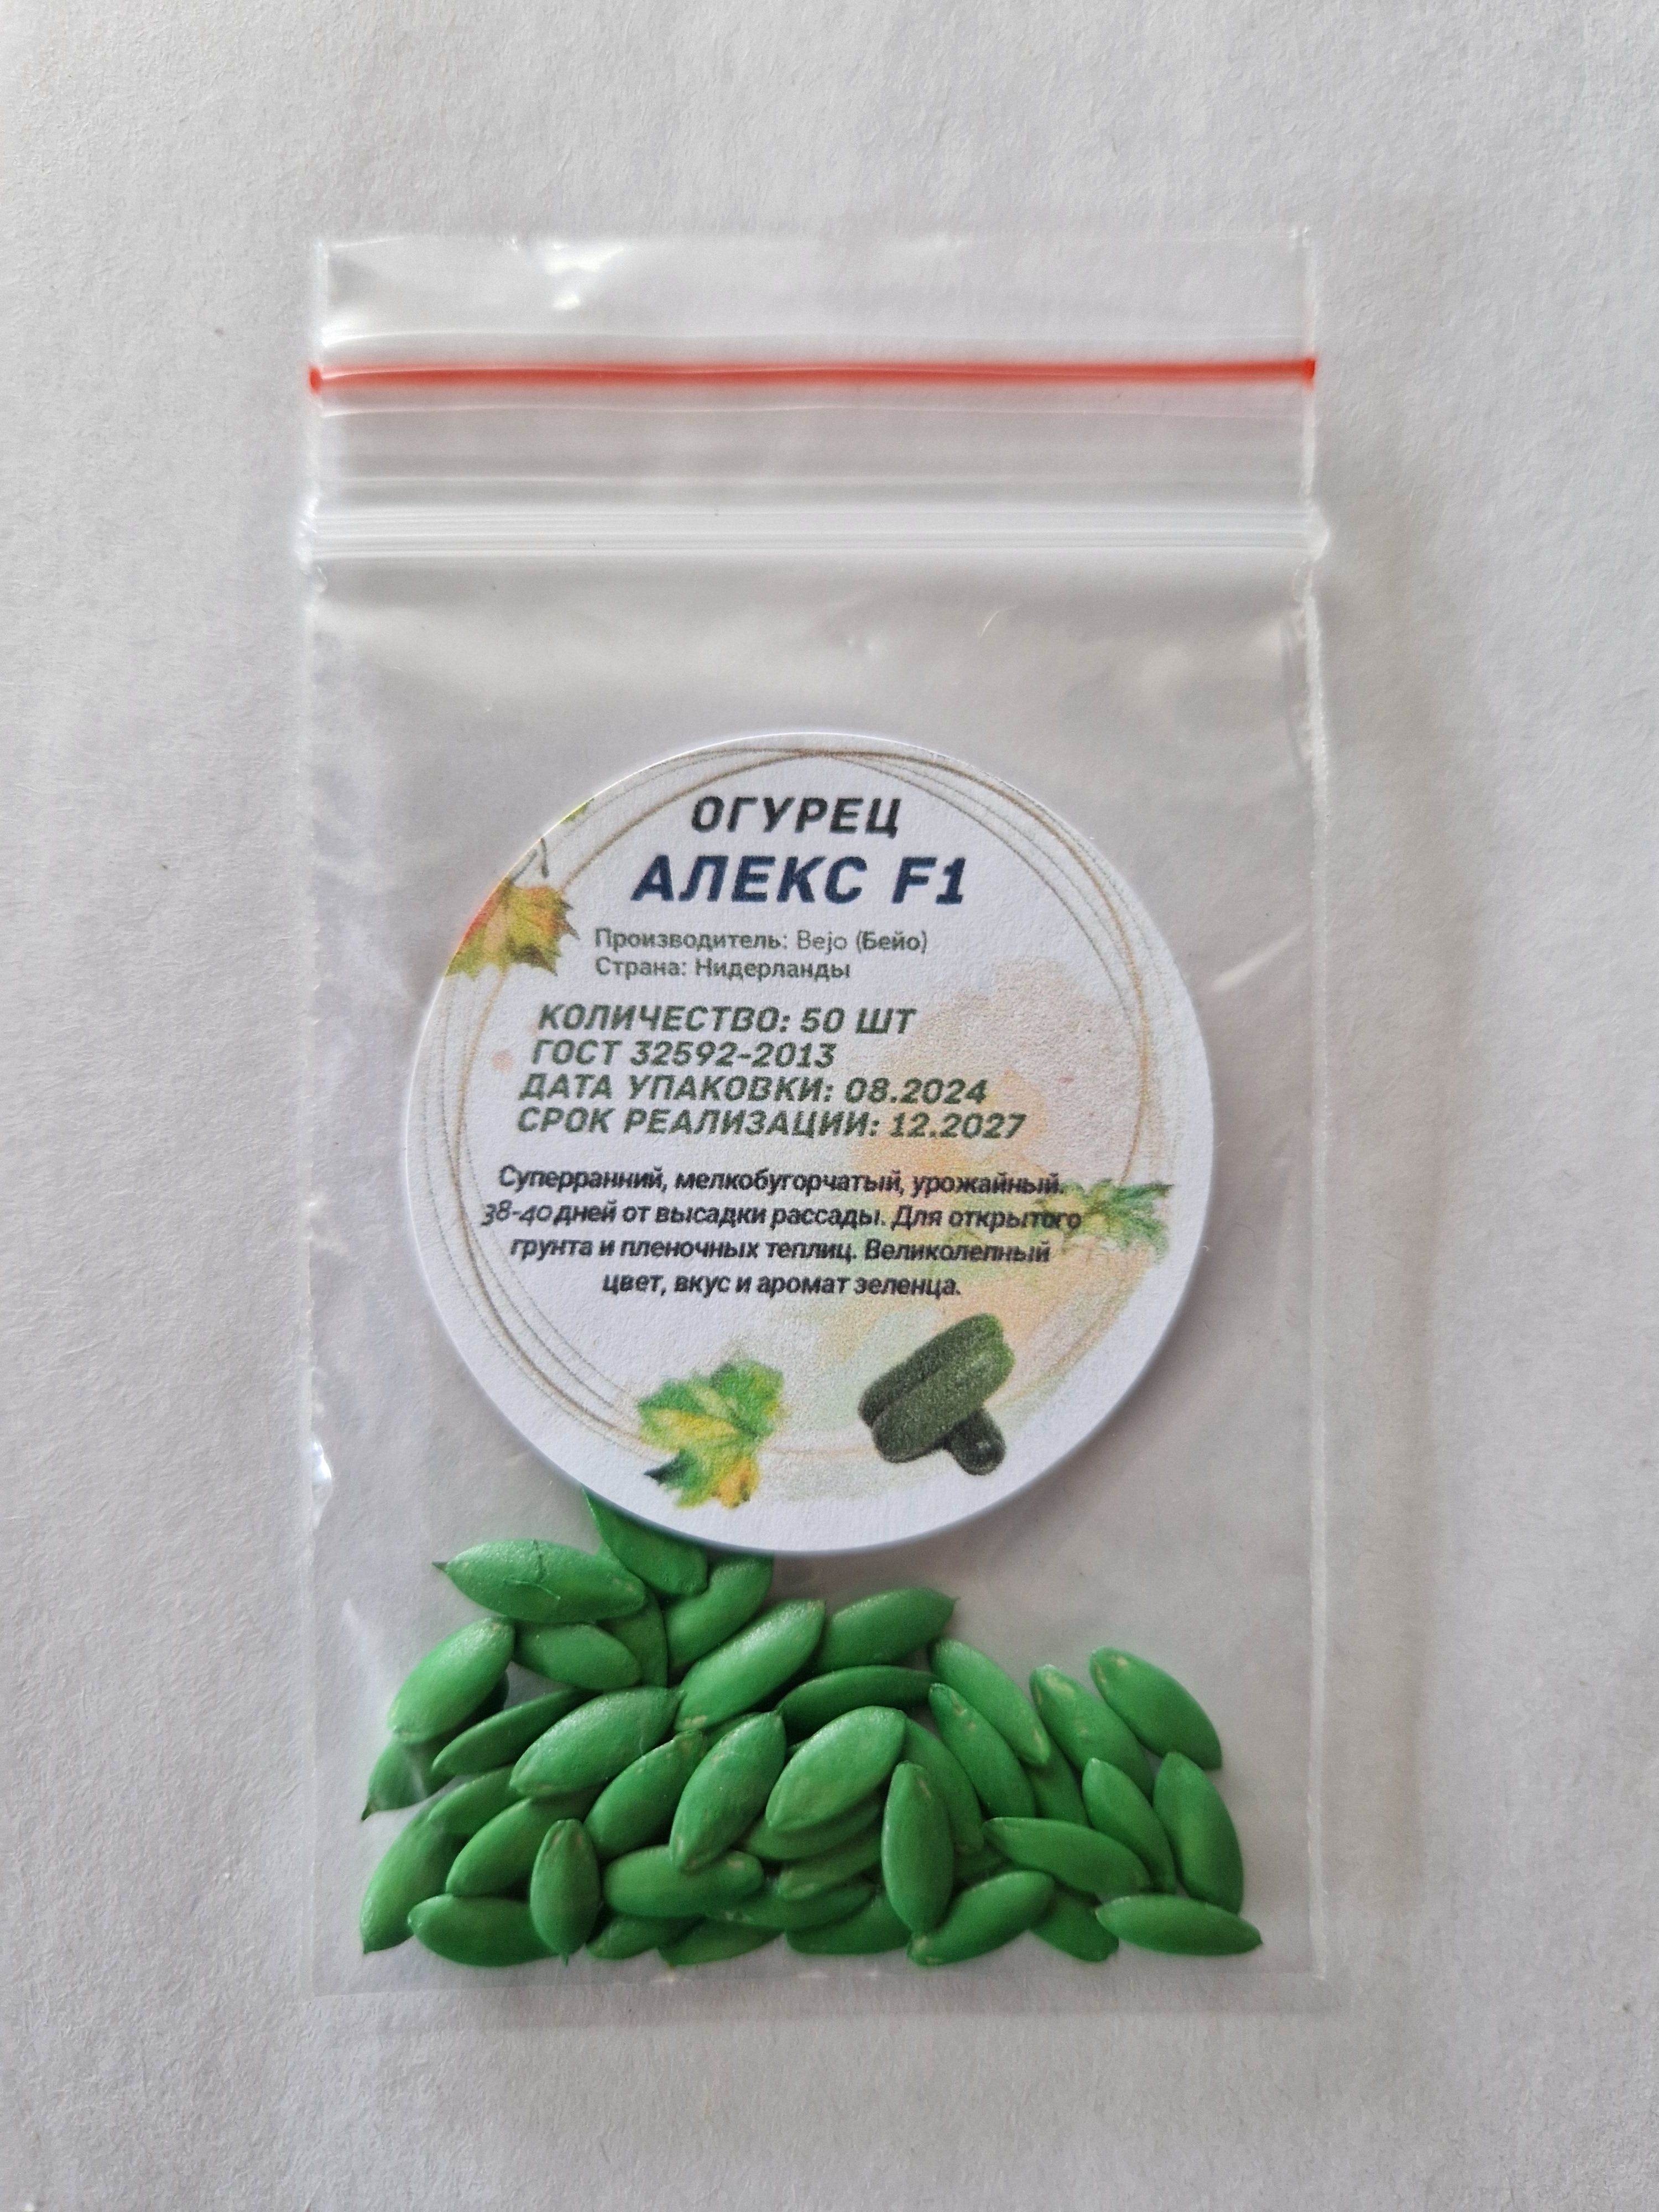 ОГУРЕЦ
АЛЕКС F1
Производитель: Bejo (Бейо)
Страна: Нидерланды
КОЛИЧЕСТВО: 50 ШТ
ГОСТ 32592-2013
ДАТА УПАКОВКИ: 08.2024
СРОК РЕАЛИЗАЦИИ: 12.2027
Суперранний, мелкобугорчатый, урожайный.
38-40 дней от высадки рассады. Для открытого
грунта и пленочных теплиц. Великолепный
цвет, вкус и аромат зеленца.